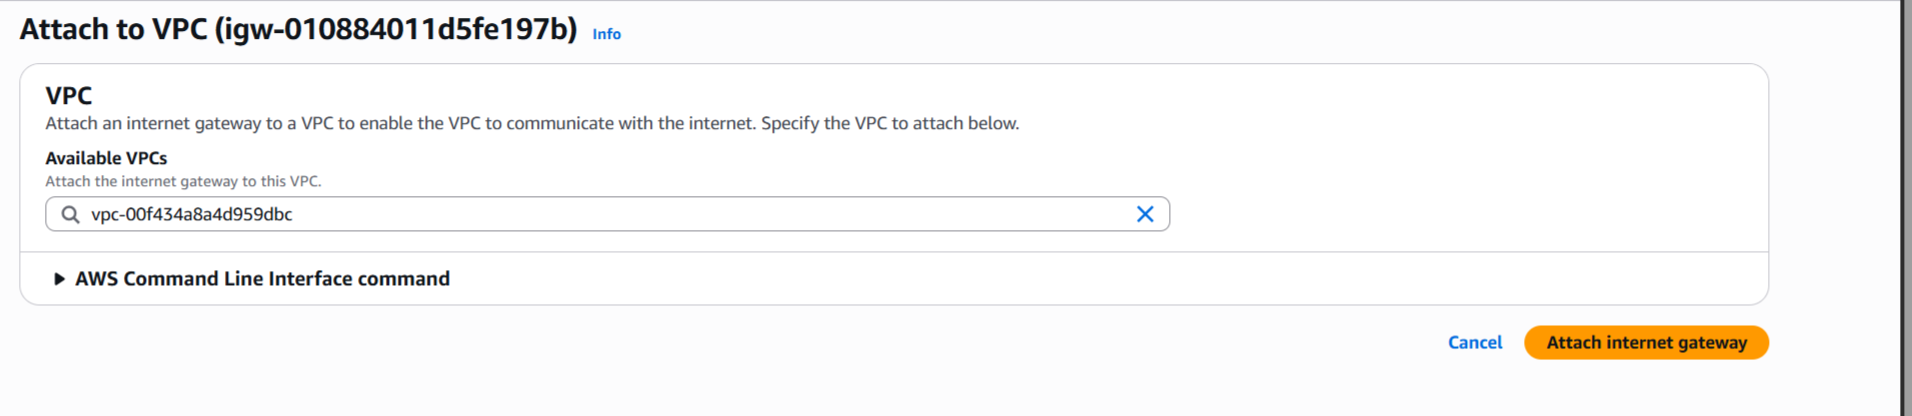 Attach to VPC (igw-010884011d5fe197b) Info
VPC
Attach an internet gateway to a VPC to enable the VPC to communicate with the internet. Specify the VPC to attach below.
Available VPCs
Attach the internet gateway to this VPC.
vpc-00f434a8a4d959dbc
AWS Command Line Interface command
Cancel Attach internet gateway